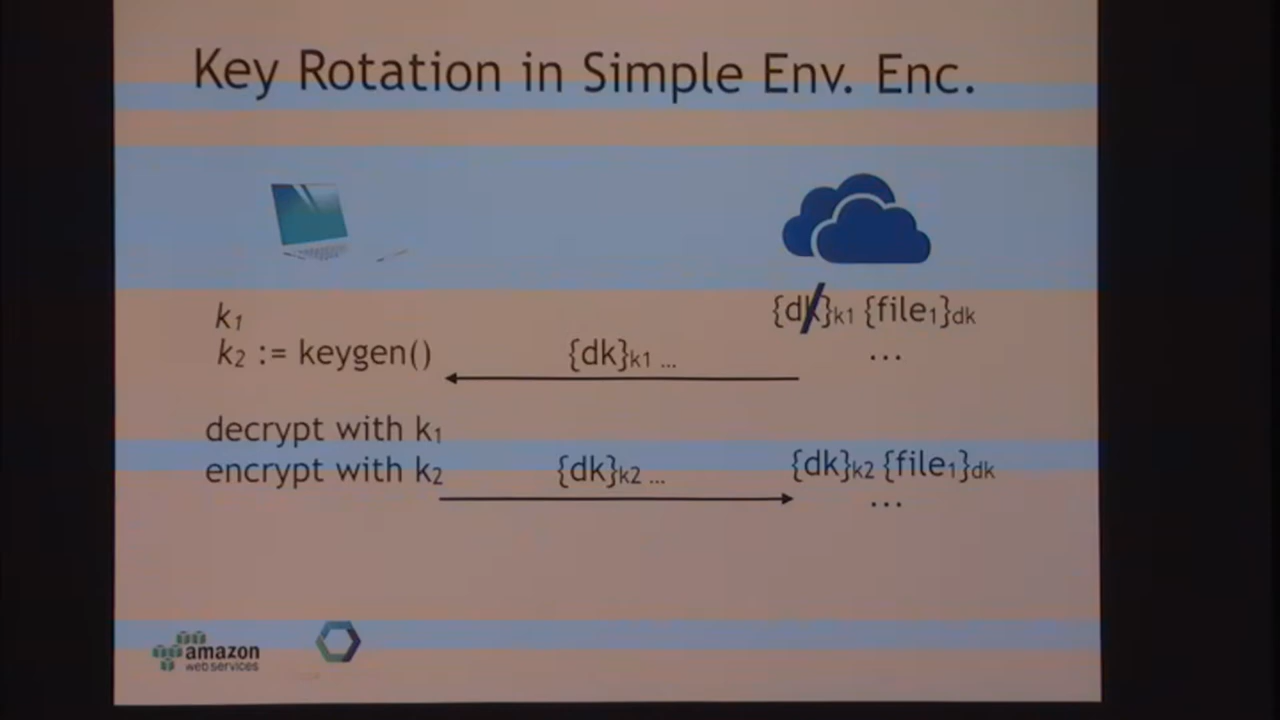 Key Rotation in Simple Env. Enc.
k1
{dk}k1 {file1}dk
k2 := keygen()
{dk}k1 ...
...
decrypt with k1
encrypt with k2
{dk}k2 ...
{dk}k2 {file1}dk
...
amazon
web services